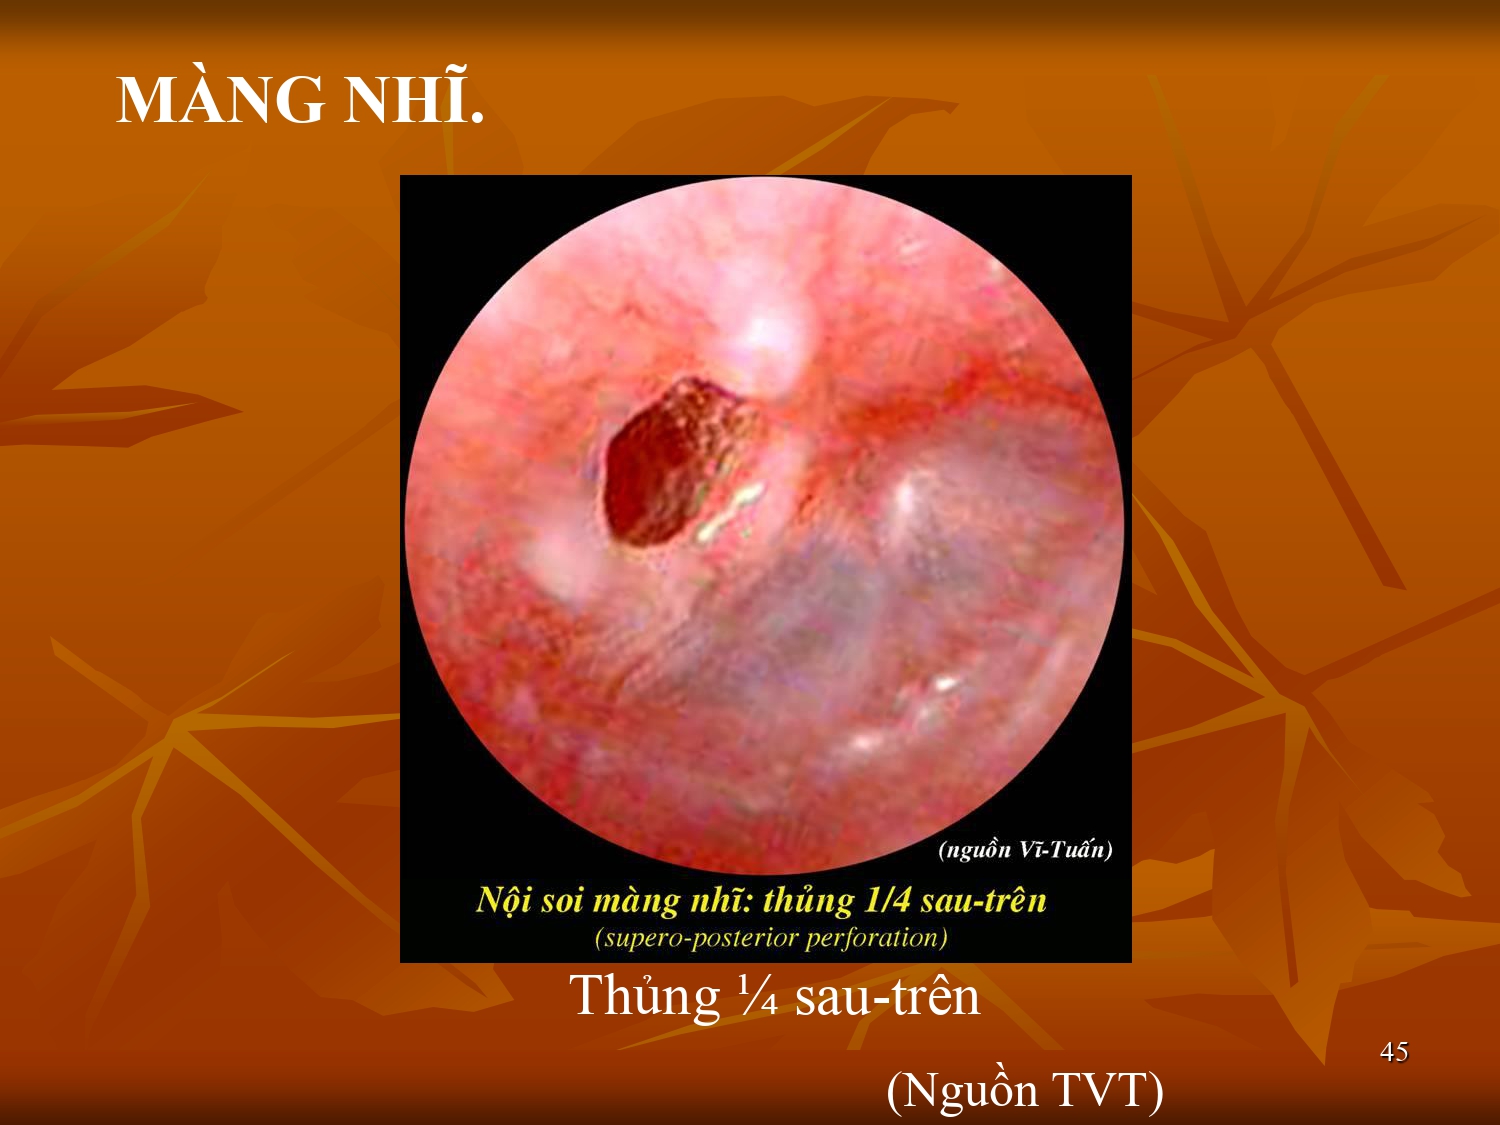 MÀNG NHĨ.
(nguồn Vĩ-Tuấn)
Nội soi màng nhĩ: thủng 1/4 sau-trên
(supero-posterior perforation)
Thủng ¼ sau-trên
45
(Nguồn TVT)